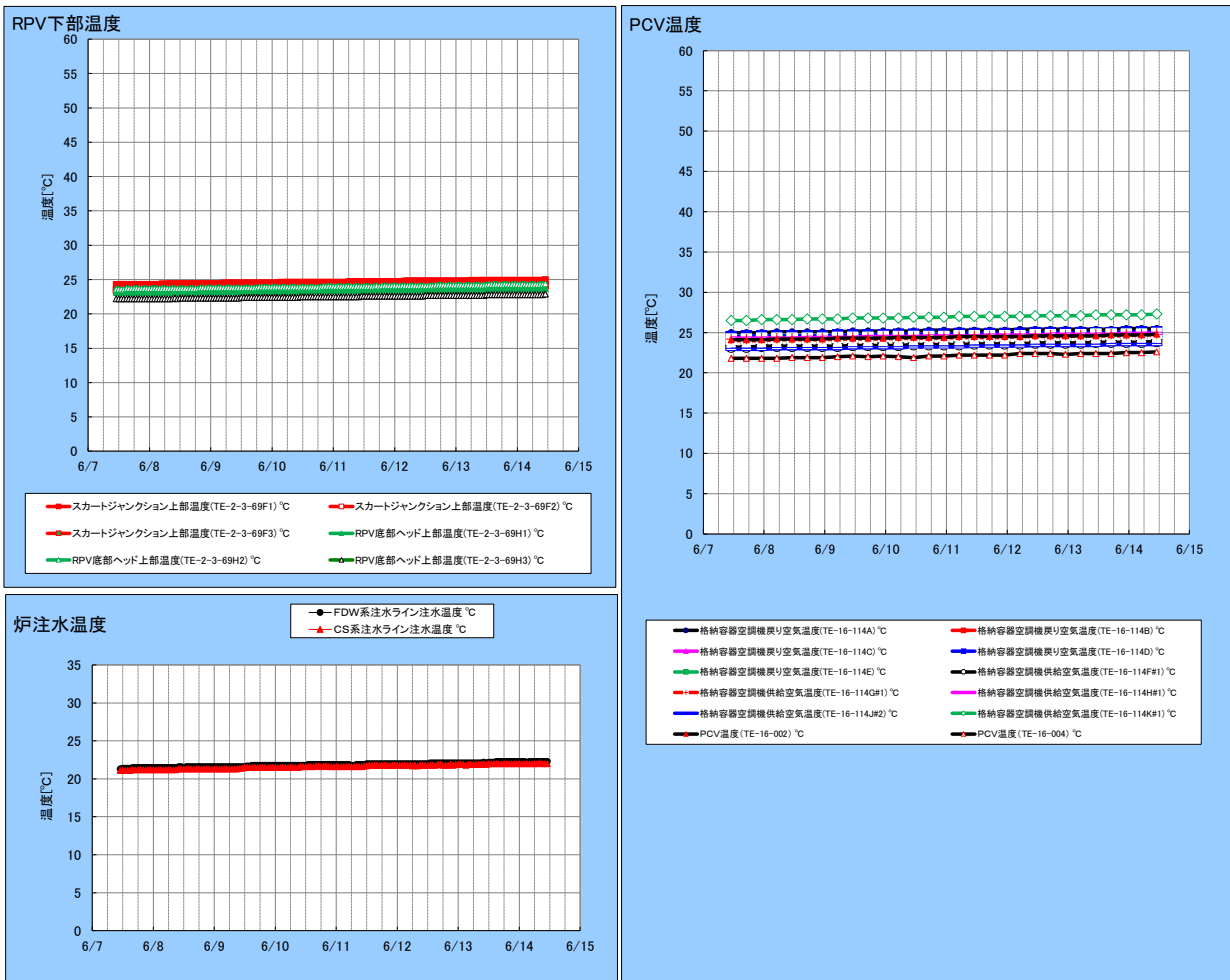 RPV下部温度
60
55
50
45
40
35
30
25
20
15
10
5
0
温度[℃]
6/7 6/8 6/9 6/10 6/11 6/12 6/13 6/14 6/15
スカートジャンクション上部温度(TE-2-3-69F1)℃ スカートジャンクション上部温度(TE-2-3-69F2)℃
スカートジャンクション上部温度(TE-2-3-69F3)℃ RPV底部ヘッド上部温度(TE-2-3-69H1)℃
RPV底部ヘッド上部温度(TE-2-3-69H2)℃ RPV底部ヘッド上部温度(TE-2-3-69H3)℃
炉注水温度
FDW系注水ライン注水温度 ℃
CS系注水ライン注水温度 ℃
35
30
25
20
15
10
5
0
温度[℃]
6/7 6/8 6/9 6/10 6/11 6/12 6/13 6/14 6/15
PCV温度
60
55
50
45
40
35
30
25
20
15
10
5
0
温度[℃]
6/7 6/8 6/9 6/10 6/11 6/12 6/13 6/14 6/15
格納容器空調機戻り空気温度(TE-16-114A)℃ 格納容器空調機戻り空気温度(TE-16-114B)℃
格納容器空調機戻り空気温度(TE-16-114C)℃ 格納容器空調機戻り空気温度(TE-16-114D)℃
格納容器空調機戻り空気温度(TE-16-114E)℃ 格納容器空調機供給空気温度(TE-16-114F#1)℃
格納容器空調機供給空気温度(TE-16-114G#1)℃ 格納容器空調機供給空気温度(TE-16-114H#1)℃
格納容器空調機供給空気温度(TE-16-114J#2)℃ 格納容器空調機供給空気温度(TE-16-114K#1)℃
PCV温度(TE-16-002)℃ PCV温度(TE-16-004)℃